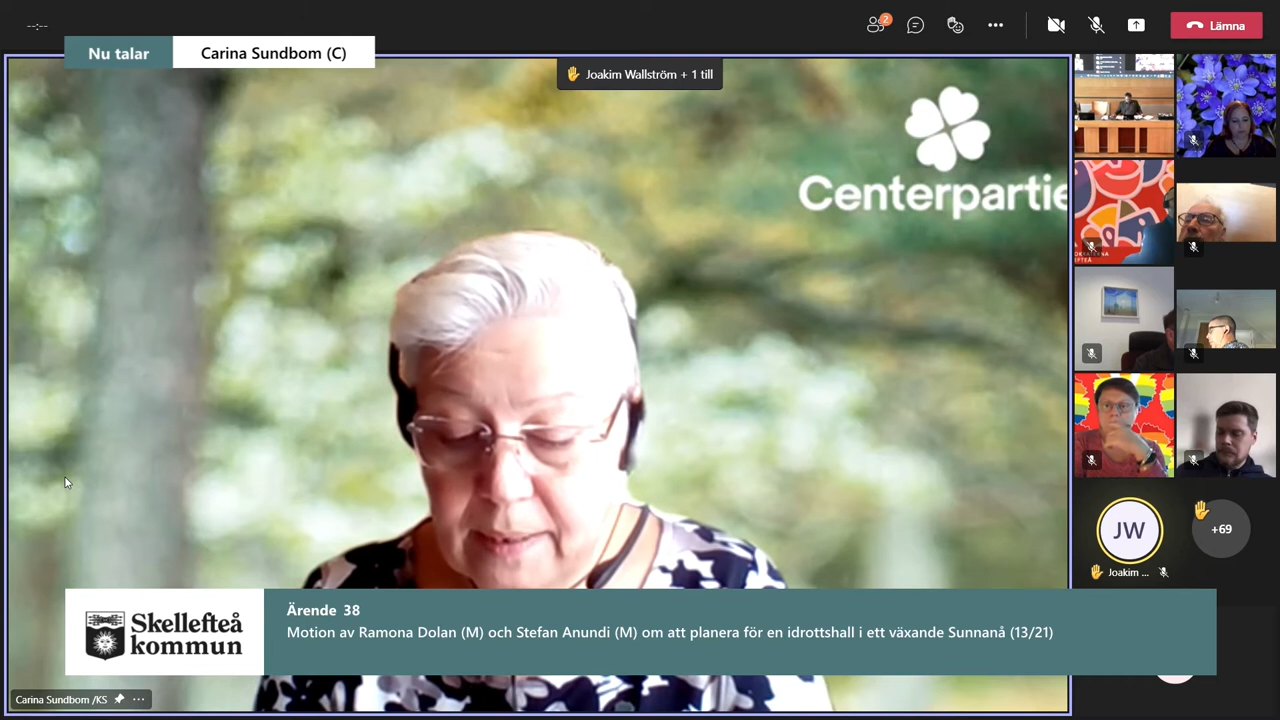 --:--
2
Lämna
Nu talar
Carina Sundbom (C)
Joakim Wallström + 1 till
Centerpartie
JW
+69
Joakim ...
Skellefteå
kommun
Ärende 38
Motion av Ramona Dolan (M) och Stefan Anundi (M) om att planera för en idrottshall i ett växande Sunnanå (13/21)
Carina Sundbom /KS